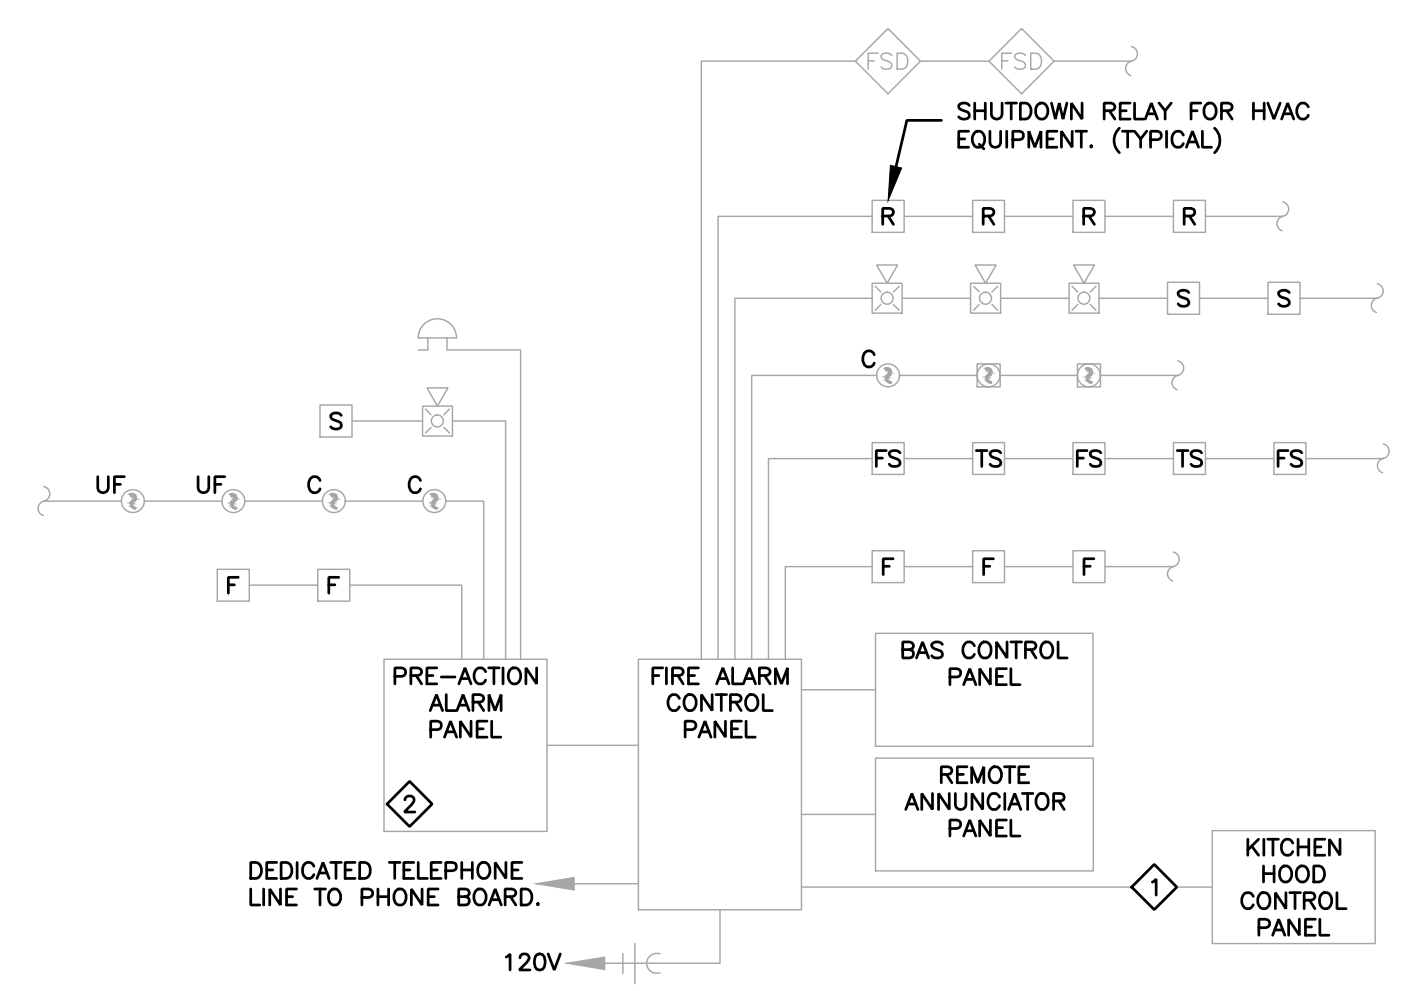 FSD FSD
SHUTDOWN RELAY FOR HVAC
EQUIPMENT. (TYPICAL)
R R R R
S S
C
S
FS TS FS TS FS
UF UF C C
F F F
F F
BAS CONTROL
PANEL
PRE-ACTION
ALARM
PANEL
2
FIRE ALARM
CONTROL
PANEL
REMOTE
ANNUNCIATOR
PANEL
KITCHEN
HOOD
CONTROL
PANEL
1
DEDICATED TELEPHONE
LINE TO PHONE BOARD.
120V